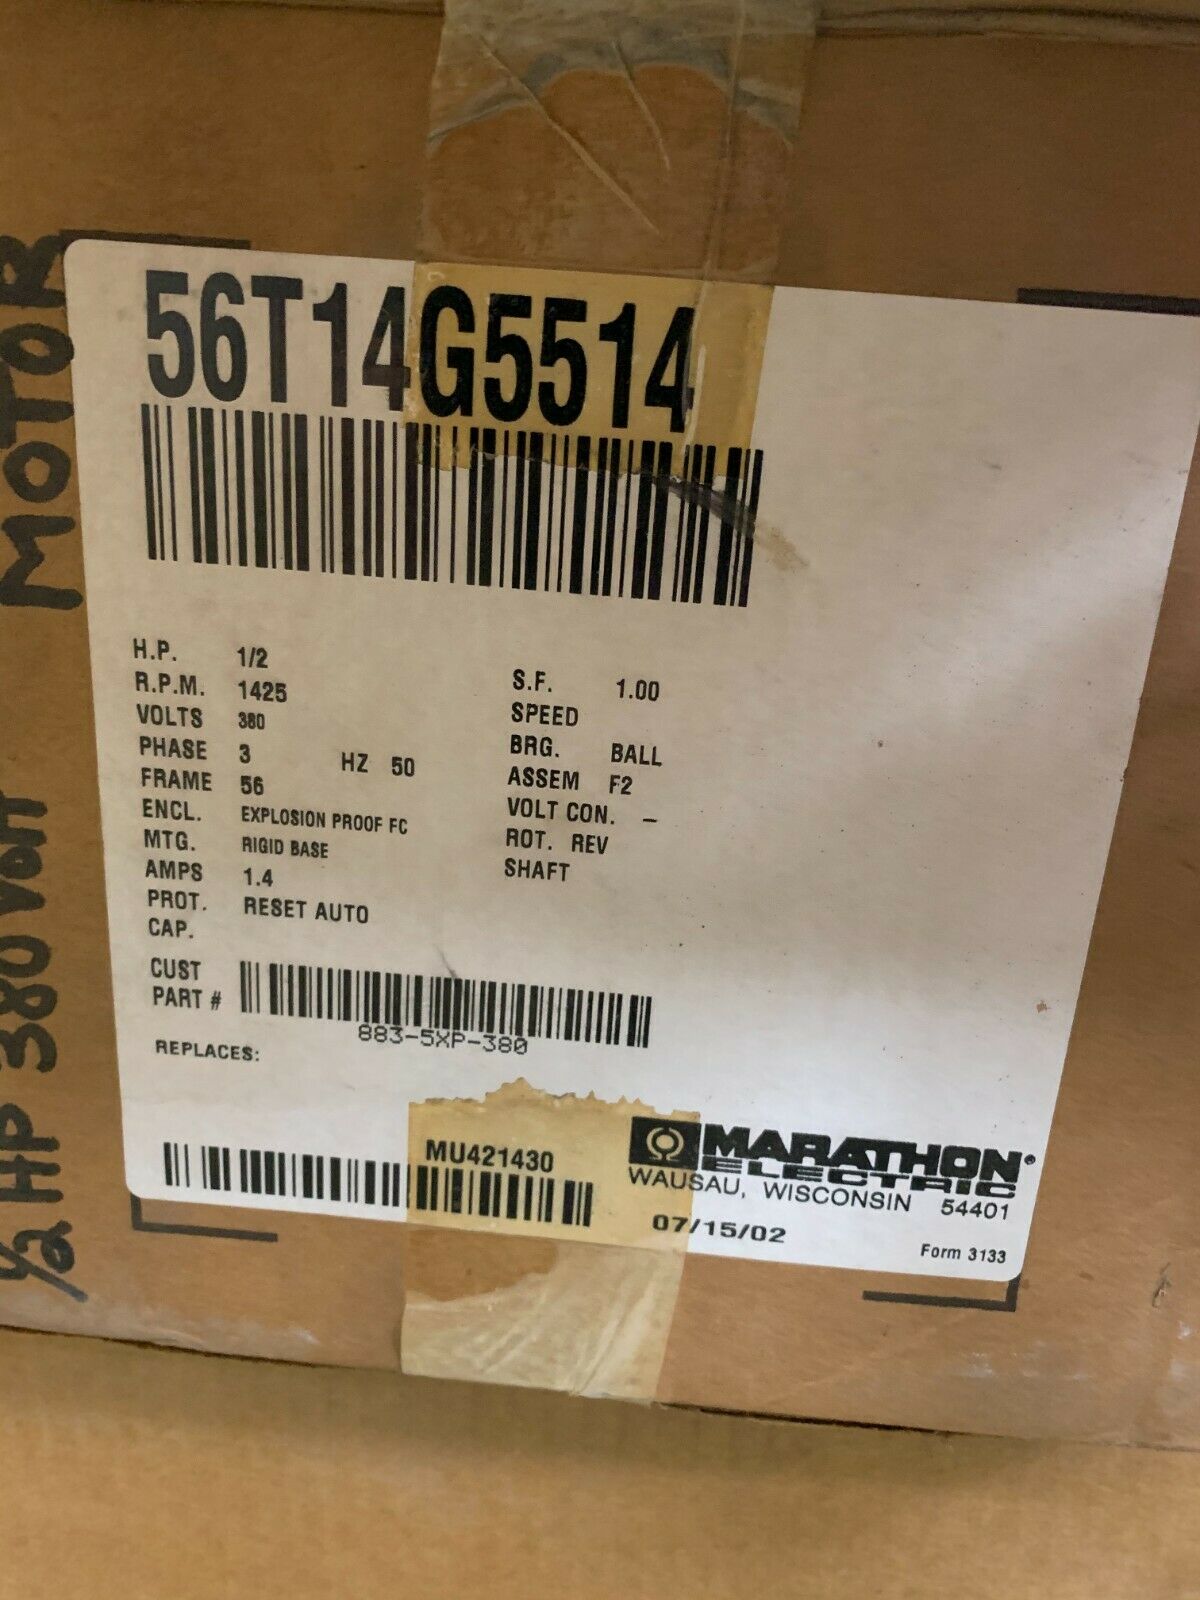 56T14G5514
H.P. 1/2
R.P.M. 1425
VOLTS 380
PHASE 3 HZ 50
FRAME 56
ENCL. EXPLOSION PROOF FC
MTG. RIGID BASE
AMPS 1.4
PROT. RESET AUTO
CAP.
S.F. 1.00
SPEED
BRG. BALL
ASSEM F2
VOLT CON. -
ROT. REV
SHAFT
CUST
PART #
883-5XP-380
REPLACES:
MU421430
MARATHON
ELECTRIC
WAUSAU, WISCONSIN 54401
07/15/02
Form 3133
1/2 HP 380 VOLT MOTOR